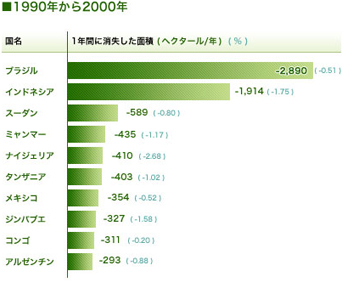 ■1990年から2000年
国名 1年間に消失した面積(ヘクタール/年) (%)
ブラジル -2,890 (-0.51)
インドネシア -1,914 (-1.75)
スーダン -589 (-0.80)
ミャンマー -435 (-1.17)
ナイジェリア -410 (-2.68)
タンザニア -403 (-1.02)
メキシコ -354 (-0.52)
ジンバブエ -327 (-1.58)
コンゴ -311 (-0.20)
アルゼンチン -293 (-0.88)